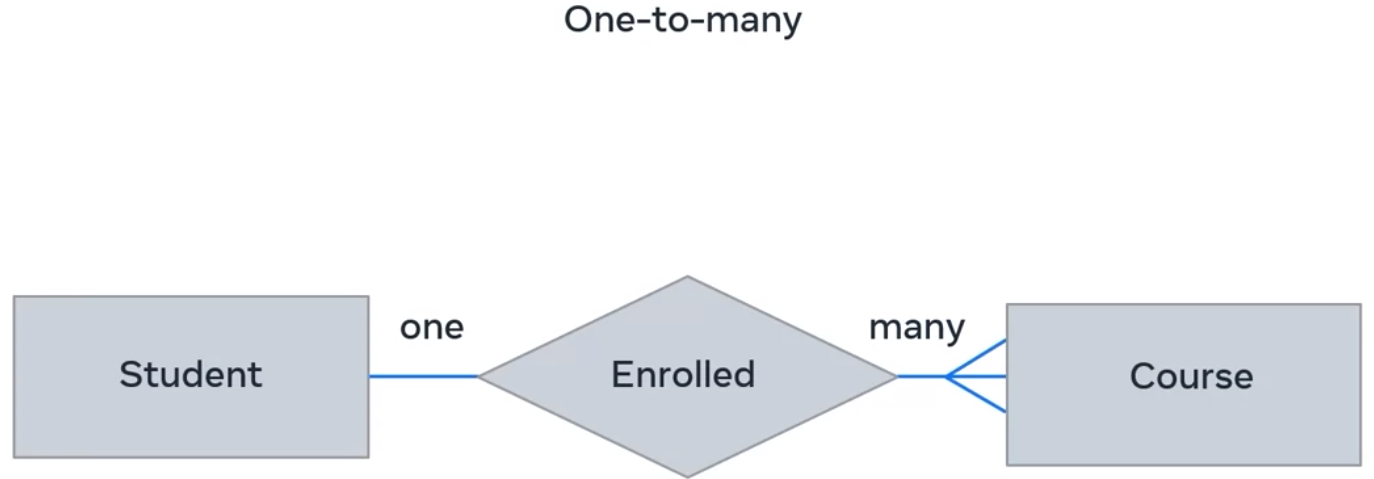 One-to-many
one
many
Student
Enrolled
Course